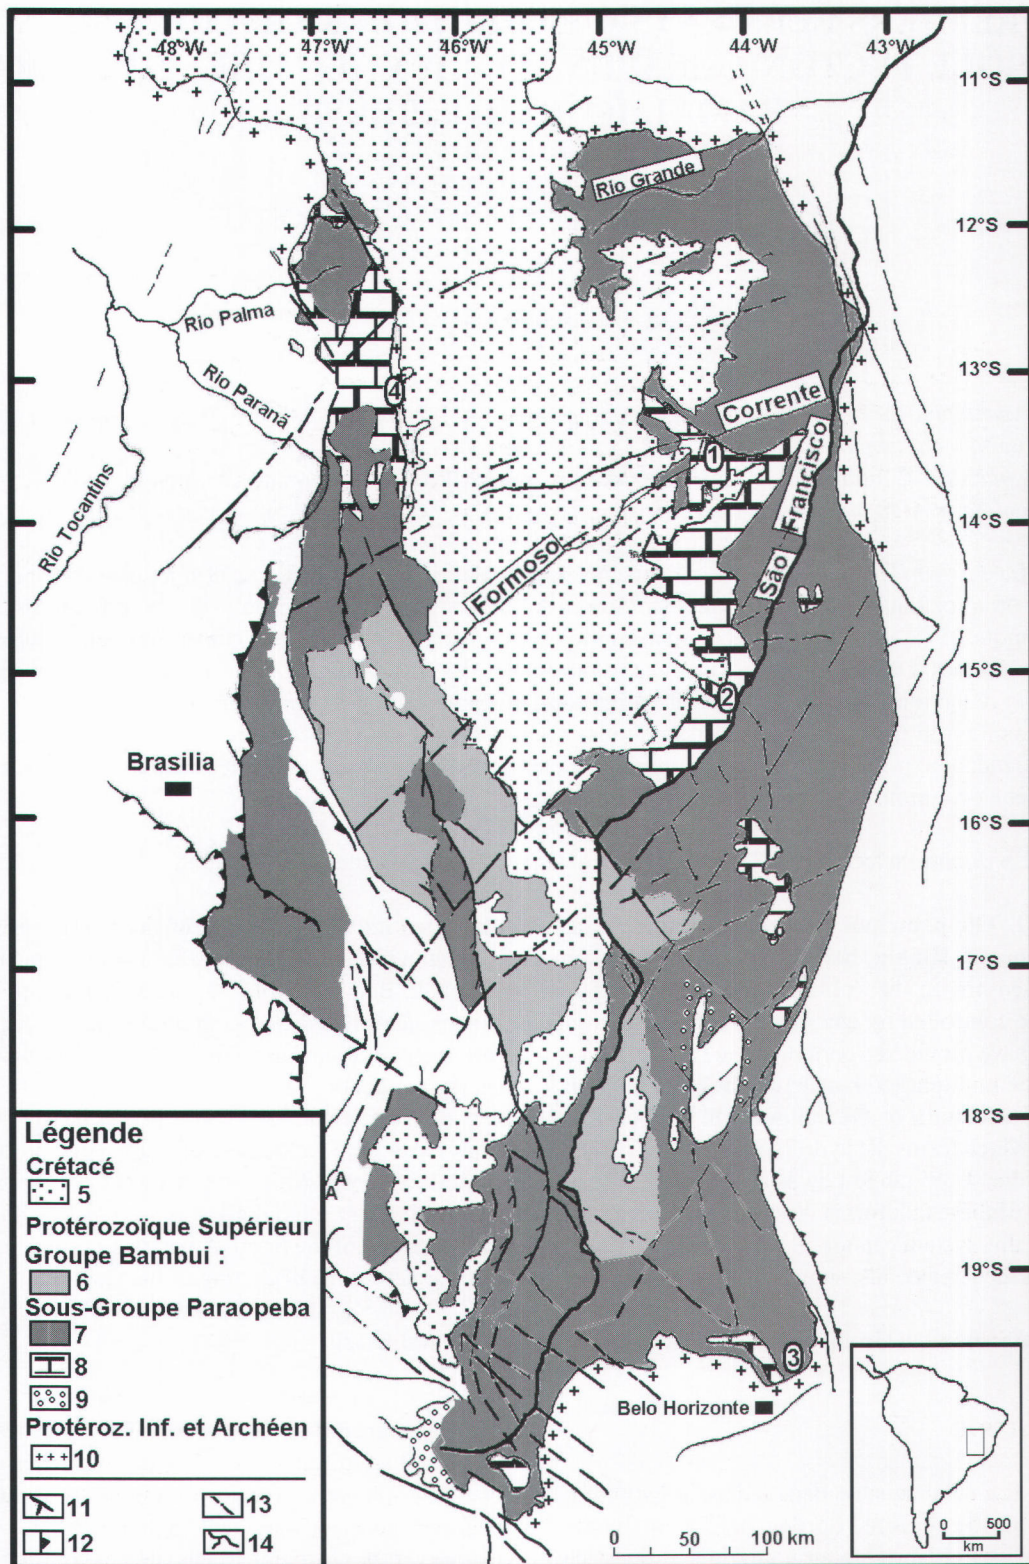 48°W 47°W 46°W 45°W 44°W 43°W
11°S
Rio Grande
12°S
Rio Palma
13°S
Rio Paranã
4
Corrente
1
Rio Tocantins
São Francisco
14°S
Formoso
15°S
2
Brasilia
16°S
17°S
18°S
A
A
19°S
3
Belo Horizonte
Légende
Crétacé
5
Protérozoïque Supérieur
Groupe Bambui :
6
Sous-Groupe Paraopeba
7
8
9
Protéroz. Inf. et Archéen
10
11 13
12 14
0 50 100 km
0 500
km